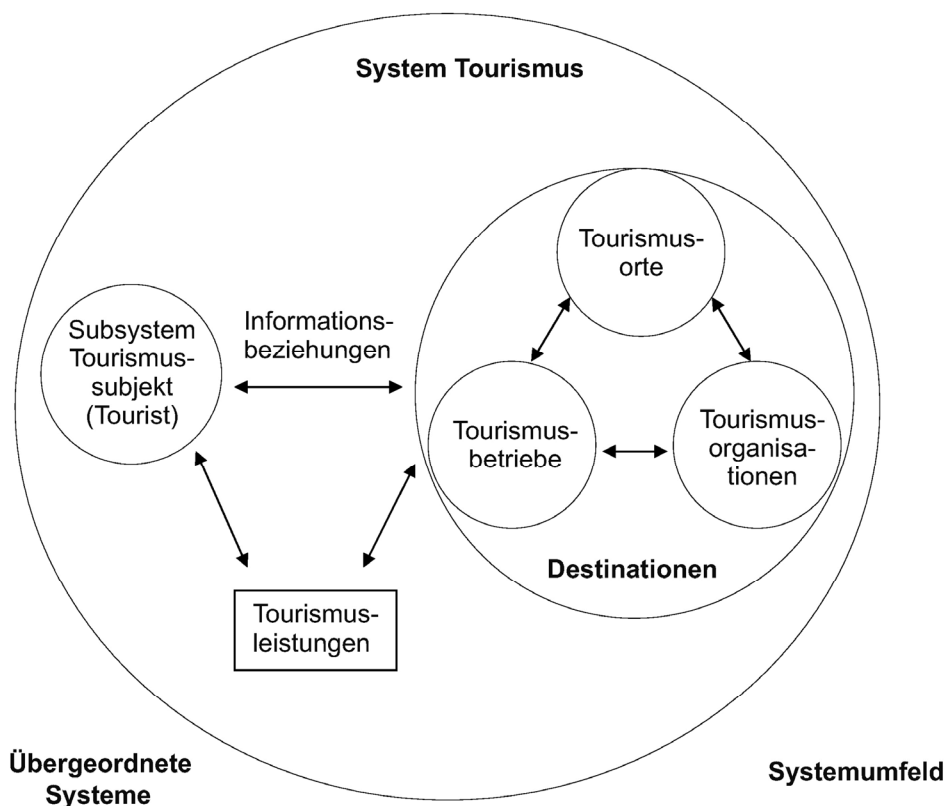 System Tourismus
Tourismus-
orte
Informations-
beziehungen
Subsystem
Tourismus-
subjekt
(Tourist)
Tourismus-
betriebe
Tourismus-
organisa-
tionen
Destinationen
Tourismus-
leistungen
Übergeordnete
Systeme
Systemumfeld